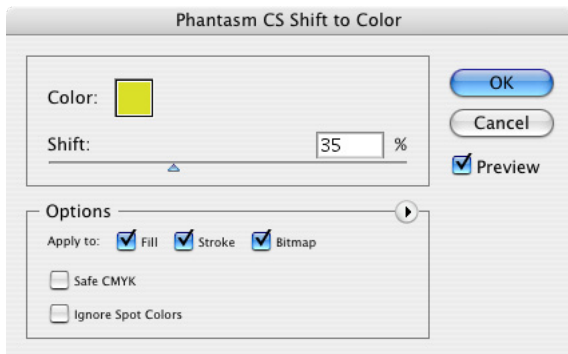 Phantasm CS Shift to Color
Color:
Shift: 35 %
OK
Cancel
Preview
Options
Apply to: Fill Stroke Bitmap
Safe CMYK
Ignore Spot Colors